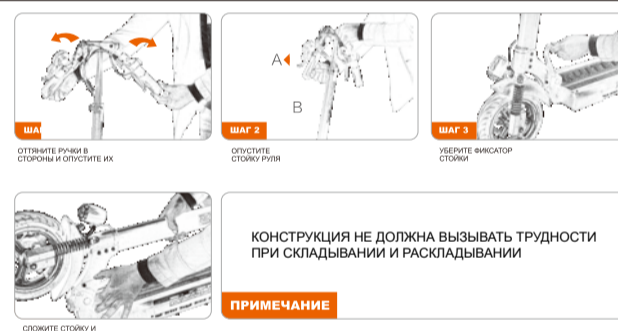 ШАГ
ШАГ 2
ШАГ 3
A
B
ОТТЯНИТЕ РУЧКИ В
СТОРОНЫ И ОПУСТИТЕ ИХ
ОПУСТИТЕ
СТОЙКУ РУЛЯ
УБЕРИТЕ ФИКСАТОР
СТОЙКИ
КОНСТРУКЦИЯ НЕ ДОЛЖНА ВЫЗЫВАТЬ ТРУДНОСТИ
ПРИ СКЛАДЫВАНИИ И РАСКЛАДЫВАНИИ
ПРИМЕЧАНИЕ
СЛОЖИТЕ СТОЙКУ И